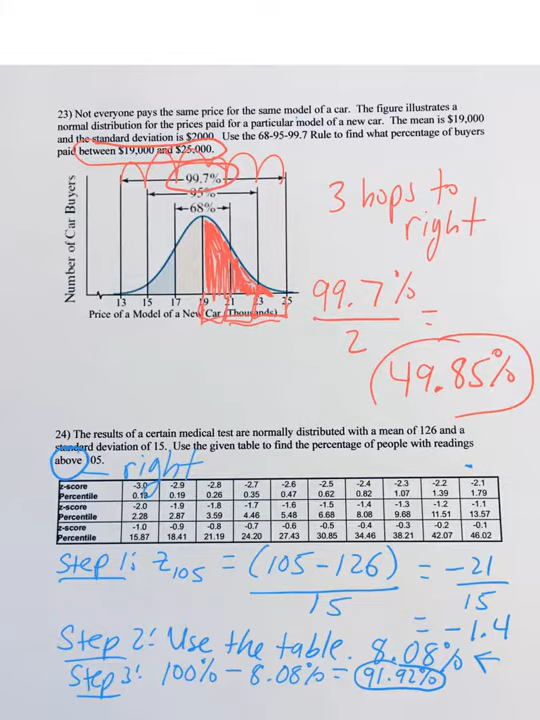 23) Not everyone pays the same price for the same model of a car. The figure illustrates a
normal distribution for the prices paid for a particular model of a new car. The mean is $19,000
and the standard deviation is $2000. Use the 68-95-99.7 Rule to find what percentage of buyers
paid between $19,000 and $25,000.
99.7%
95%
68%
Number of Car Buyers
13 15 17 19 21 23 25
Price of a Model of a New Car (Thousands)
3 hops to
right
99.7%
2
=
49.85%
24) The results of a certain medical test are normally distributed with a mean of 126 and a
standard deviation of 15. Use the given table to find the percentage of people with readings
above 105.
right
z-score -3.0 -2.9 -2.8 -2.7 -2.6 -2.5 -2.4 -2.3 -2.2 -2.1
Percentile 0.13 0.19 0.26 0.35 0.47 0.62 0.82 1.07 1.39 1.79
z-score -2.0 -1.9 -1.8 -1.7 -1.6 -1.5 -1.4 -1.3 -1.2 -1.1
Percentile 2.28 2.87 3.59 4.46 5.48 6.68 8.08 9.68 11.51 13.57
z-score -1.0 -0.9 -0.8 -0.7 -0.6 -0.5 -0.4 -0.3 -0.2 -0.1
Percentile 15.87 18.41 21.19 24.20 27.43 30.85 34.46 38.21 42.07 46.02
Step 1: z105 = (105-126) = -21
15 15
= -1.4
Step 2: Use the table. 8.08% ←
Step 3: 100% - 8.08% = 91.92%